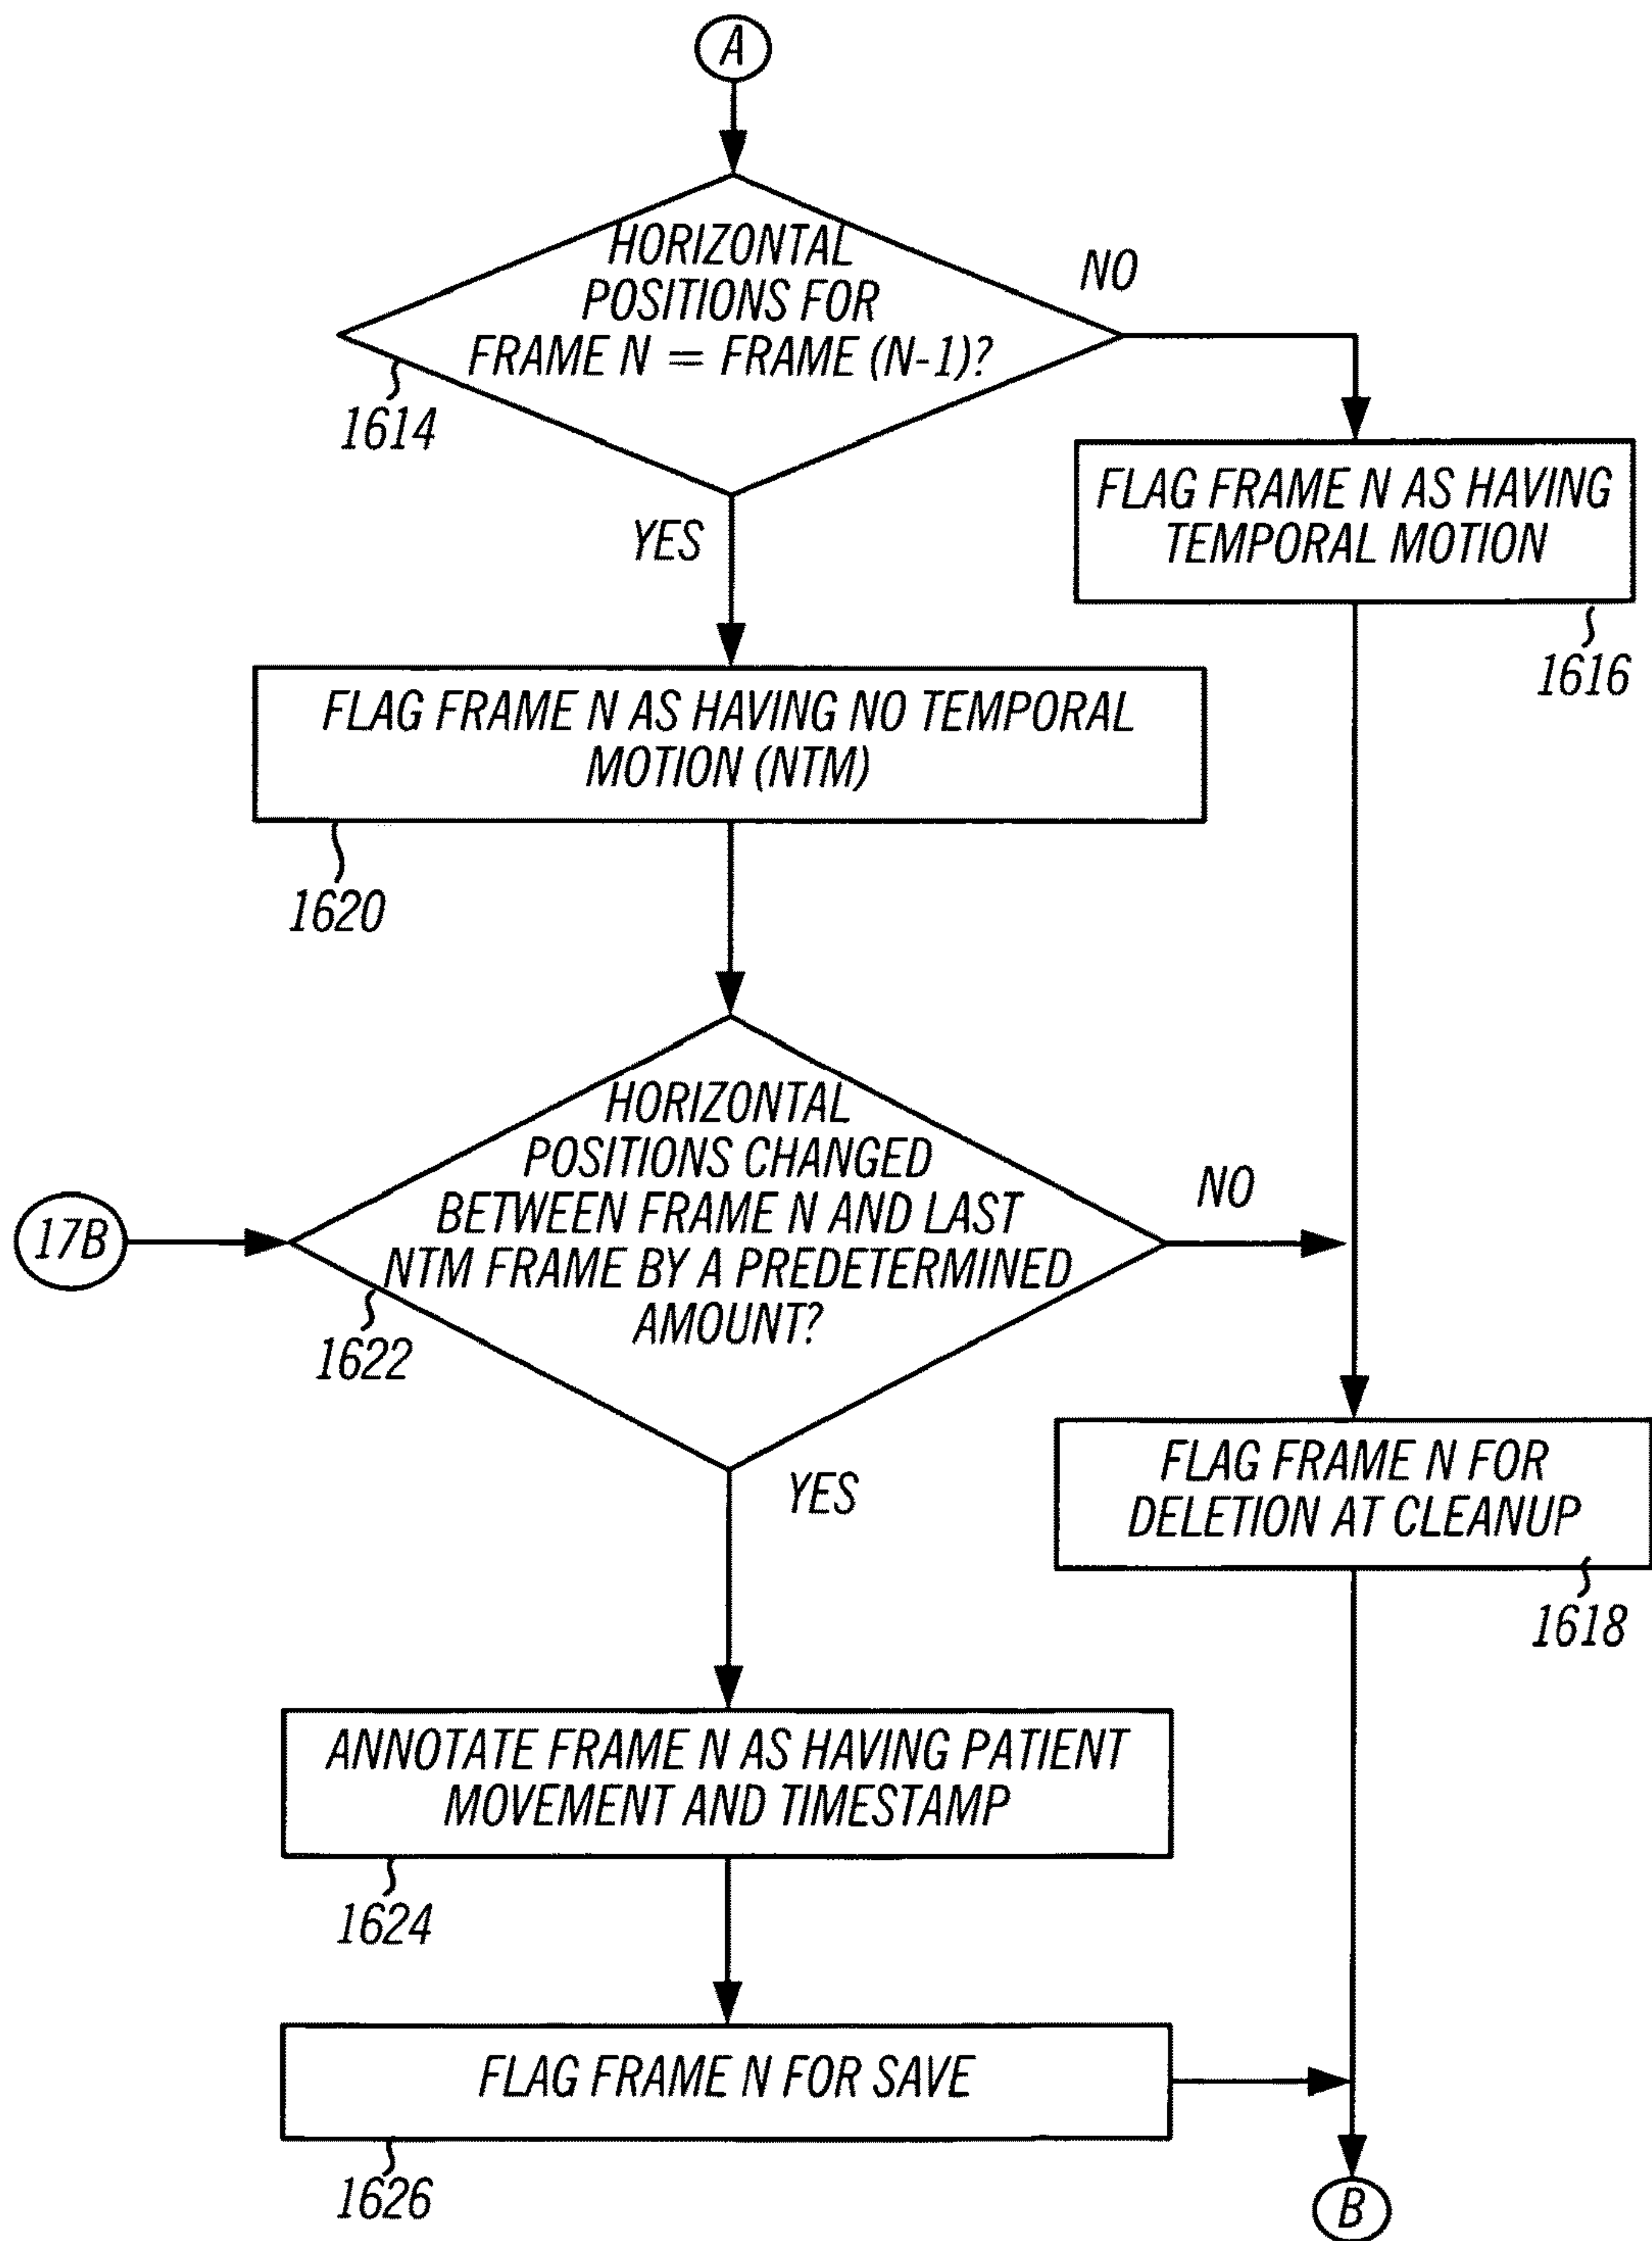 A
HORIZONTAL
POSITIONS FOR
FRAME N = FRAME (N-1)?
NO
1614
YES
FLAG FRAME N AS HAVING
TEMPORAL MOTION
1616
FLAG FRAME N AS HAVING NO TEMPORAL
MOTION (NTM)
1620
HORIZONTAL
POSITIONS CHANGED
BETWEEN FRAME N AND LAST
NTM FRAME BY A PREDETERMINED
AMOUNT?
NO
17B
1622
YES
FLAG FRAME N FOR
DELETION AT CLEANUP
1618
ANNOTATE FRAME N AS HAVING PATIENT
MOVEMENT AND TIMESTAMP
1624
FLAG FRAME N FOR SAVE
1626
B